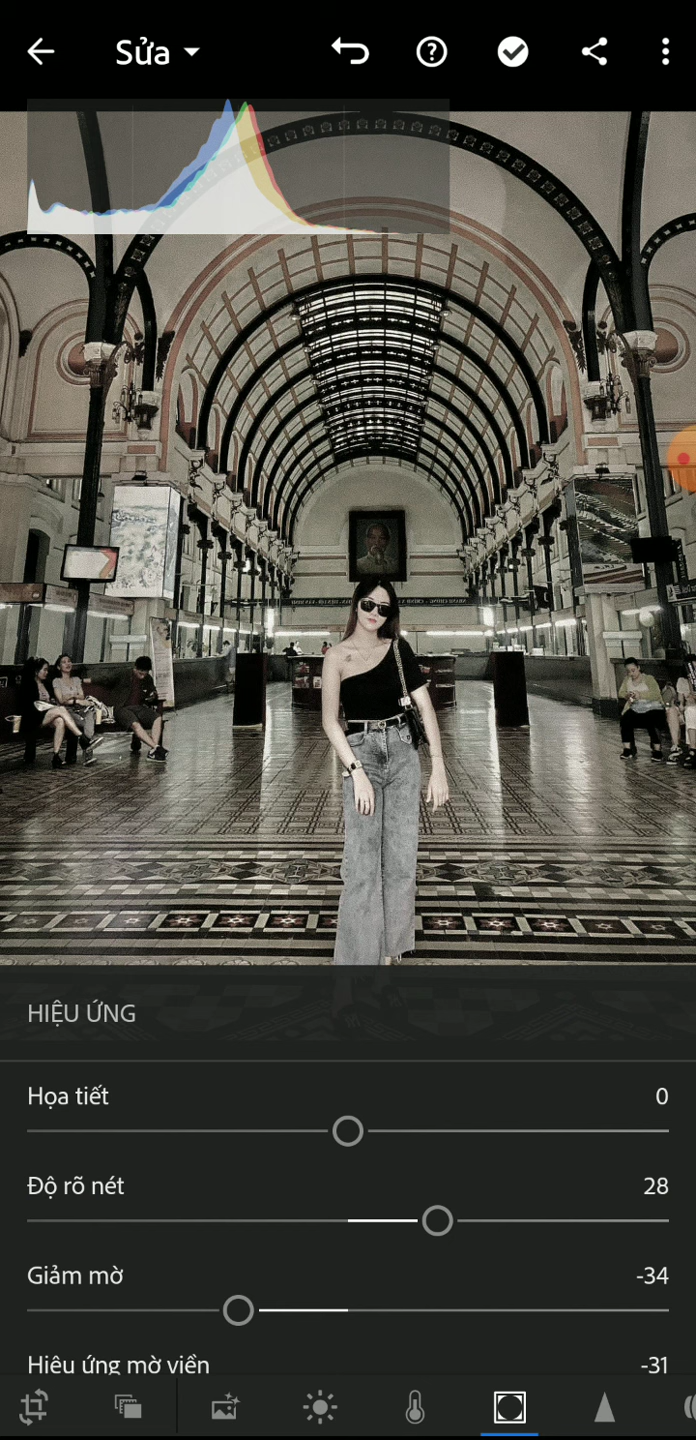 Sửa
HIỆU ỨNG
Họa tiết
0
Độ rõ nét
28
Giảm mờ
-34
Hiệu ứng mờ viền
-31